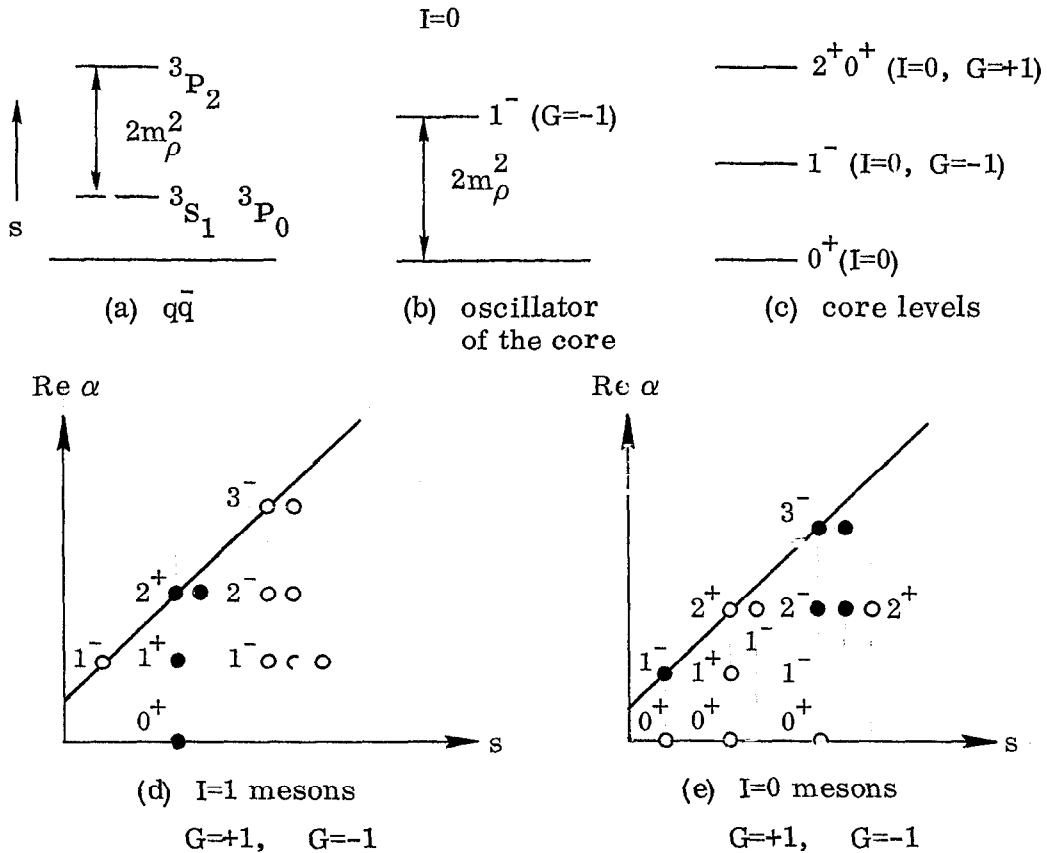 I=0
³P₂
2m²ρ
s
³S₁ ³P₀
(a) qq̄
1⁻ (G=-1)
2m²ρ
(b) oscillator
of the core
2⁺0⁺ (I=0, G=+1)
1⁻ (I=0, G=-1)
0⁺(I=0)
(c) core levels
Re α
3⁻
2⁺ 2⁻
1⁻ 1⁺ 1⁻
0⁺
s
(d) I=1 mesons
G=+1, G=-1
Re α
3⁻
2⁺ 2⁻ 2⁺
1⁻
1⁻ 1⁺ 1⁻
0⁺ 0⁺ 0⁺
s
(e) I=0 mesons
G=+1, G=-1